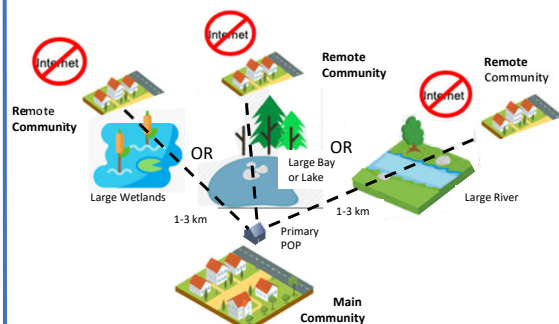 Internet
Internet
Internet
Remote
Community
Remote
Community
Remote
Community
OR
OR
Large Bay
or Lake
Large Wetlands
Large River
1-3 km
1-3 km
Primary
POP
Main
Community